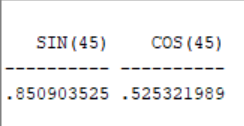 SIN(45) COS(45)
---------- ----------
.850903525 .525321989